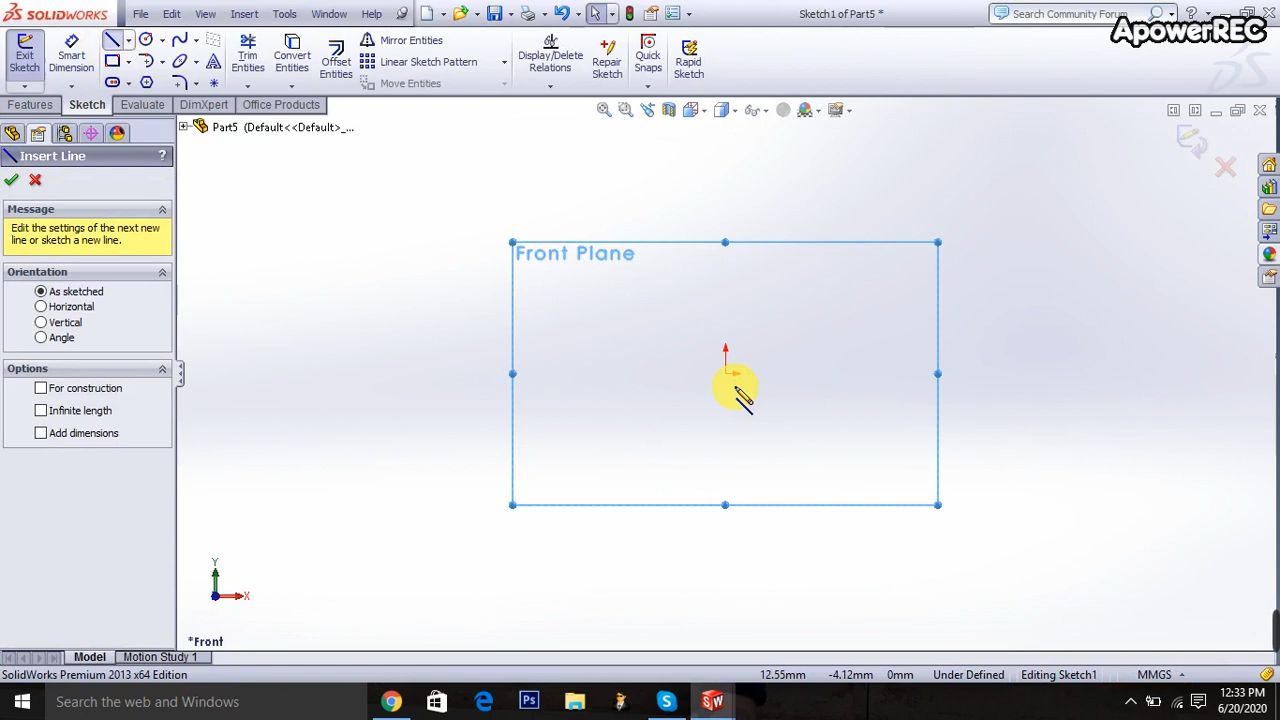 SOLIDWORKS File Edit View Insert Tools Window Help Sketch1 of Part5 * Search Community Forum
ApowerREC
Exit Sketch Smart Dimension Trim Entities Convert Entities Offset Entities Mirror Entities Linear Sketch Pattern Move Entities Display/Delete Relations Repair Sketch Quick Snaps Rapid Sketch
Features Sketch Evaluate DimXpert Office Products
Part5 (Default<<Default>_...
Insert Line ?
Message
Edit the settings of the next new
line or sketch a new line.
Orientation
As sketched
Horizontal
Vertical
Angle
Options
For construction
Infinite length
Add dimensions
Front Plane
Y
X
*Front
Model Motion Study 1
SolidWorks Premium 2013 x64 Edition 12.55mm -4.12mm 0mm Under Defined Editing Sketch1 MMGS
Search the web and Windows
12:33 PM
6/20/2020